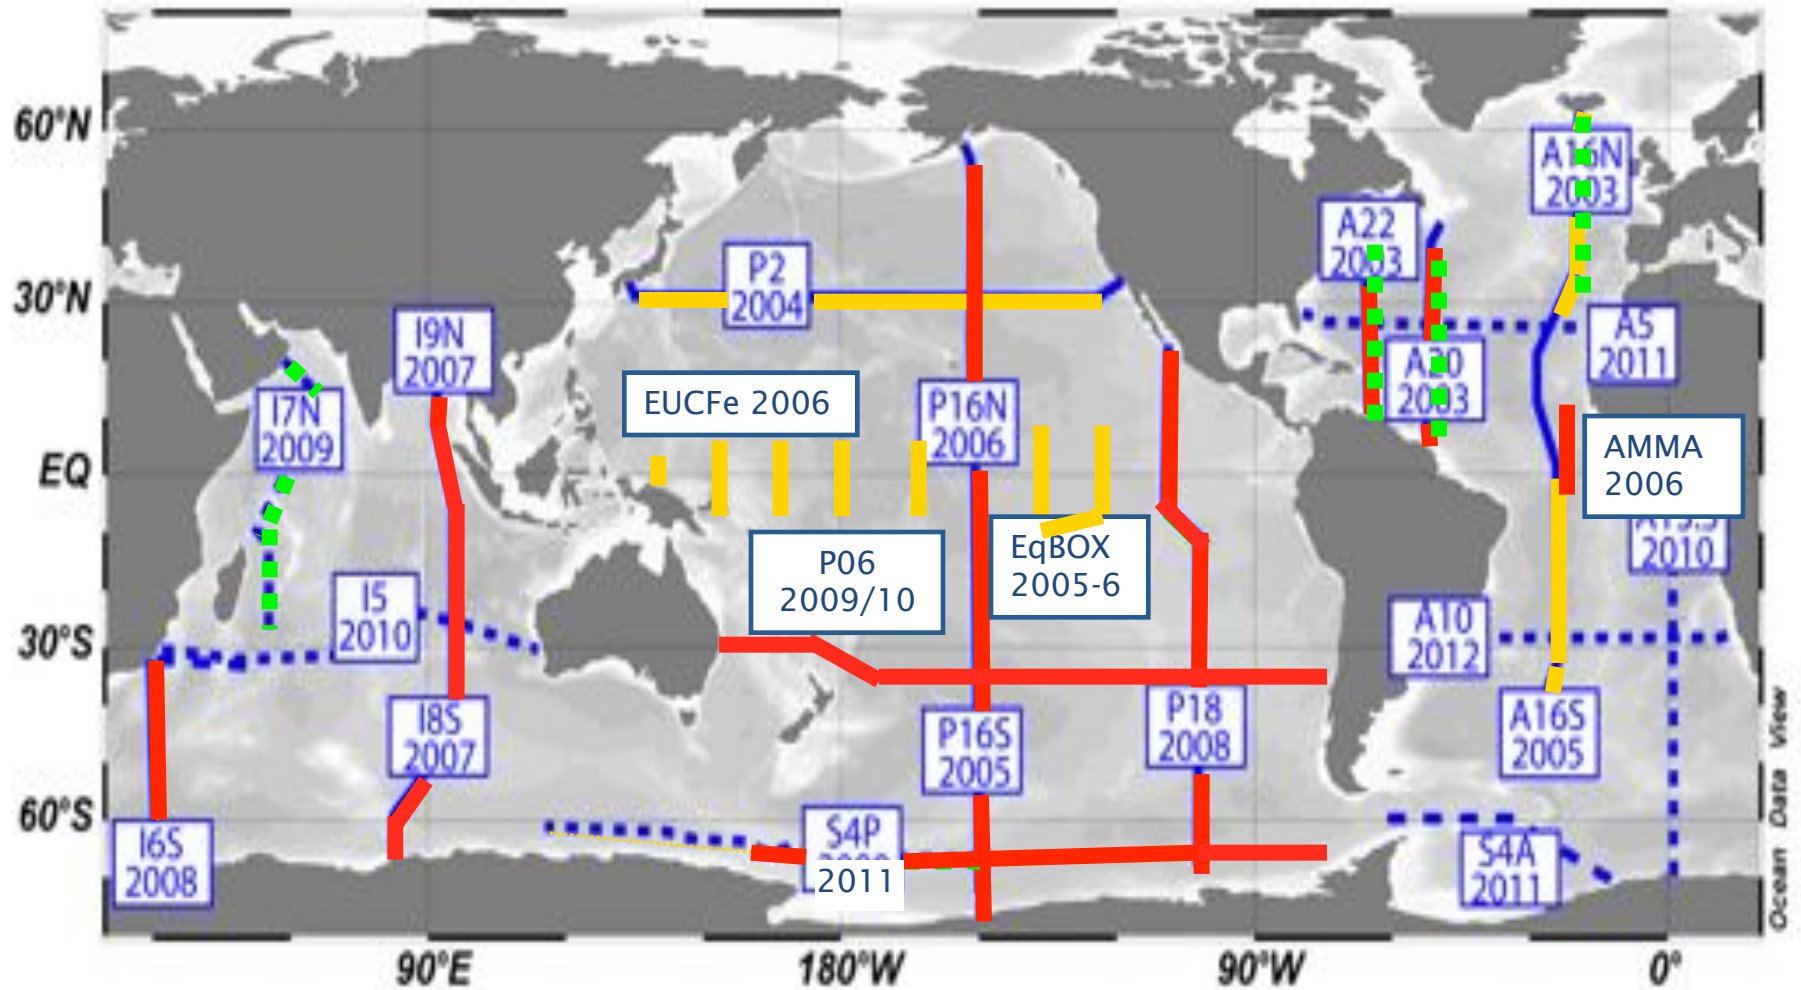 60°N
30°N
EQ
30°S
60°S
A16N
2003
A22
2003
P2
2004
I9N
2007
A5
2011
A20
2003
EUCFe 2006
P16N
2006
I7N
2009
AMMA
2006
2010
P06
2009/10
EqBOX
2005-6
I5
2010
A10
2012
I8S
2007
P16S
2005
P18
2008
A16S
2005
S4P
2011
I6S
2008
S4A
2011
90°E
180°W
90°W
0°
Ocean Data View